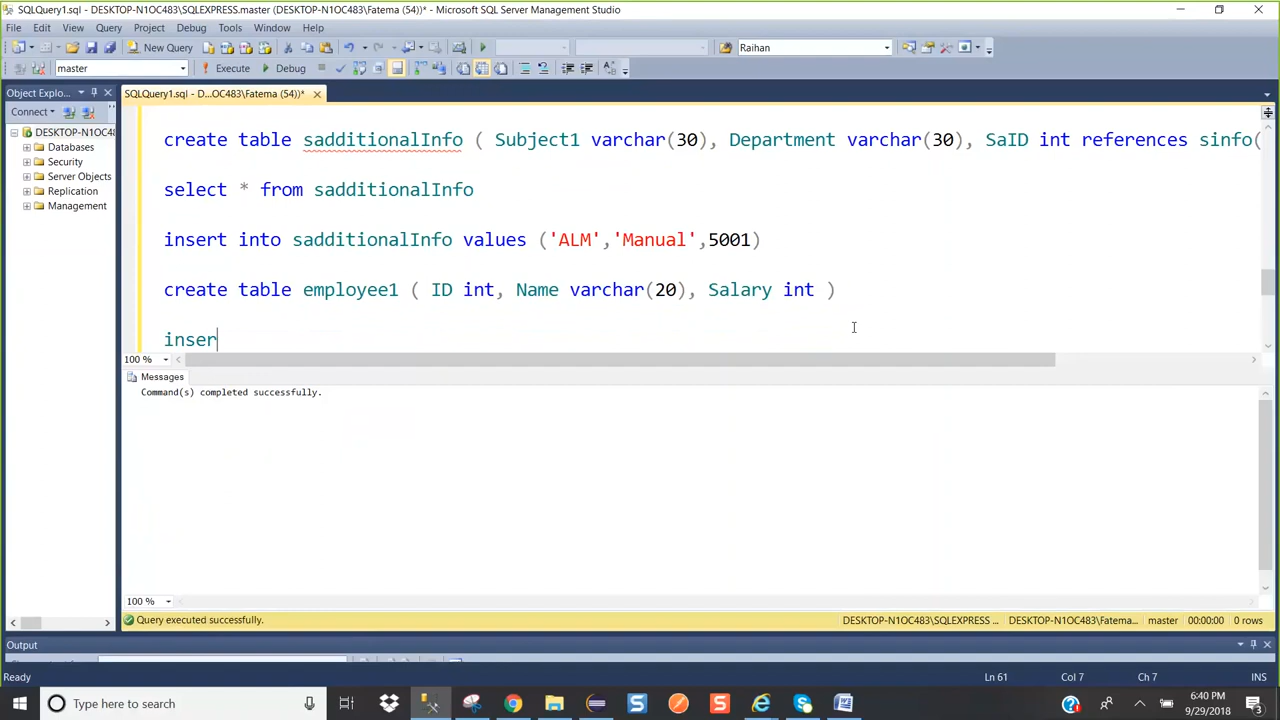 SQLQuery1.sql - DESKTOP-N1OC483\SQLEXPRESS.master (DESKTOP-N1OC483\Fatema (54))* - Microsoft SQL Server Management Studio
File Edit View Query Project Debug Tools Window Help
New Query Raihan
master Execute Debug
Object Explo... SQLQuery1.sql - D...OC483\Fatema (54))*
Connect
DESKTOP-N1OC48
Databases
Security
Server Objects
Replication
Management
create table sadditionalInfo ( Subject1 varchar(30), Department varchar(30), SaID int references sinfo(
select * from sadditionalInfo
insert into sadditionalInfo values ('ALM','Manual',5001)
create table employee1 ( ID int, Name varchar(20), Salary int )
inser
100 %
Messages
Command(s) completed successfully.
100 %
Query executed successfully. DESKTOP-N1OC483\SQLEXPRESS ... DESKTOP-N1OC483\Fatema... master 00:00:00 0 rows
Output
Ready Ln 61 Col 7 Ch 7 INS
Type here to search
6:40 PM
9/29/2018
3